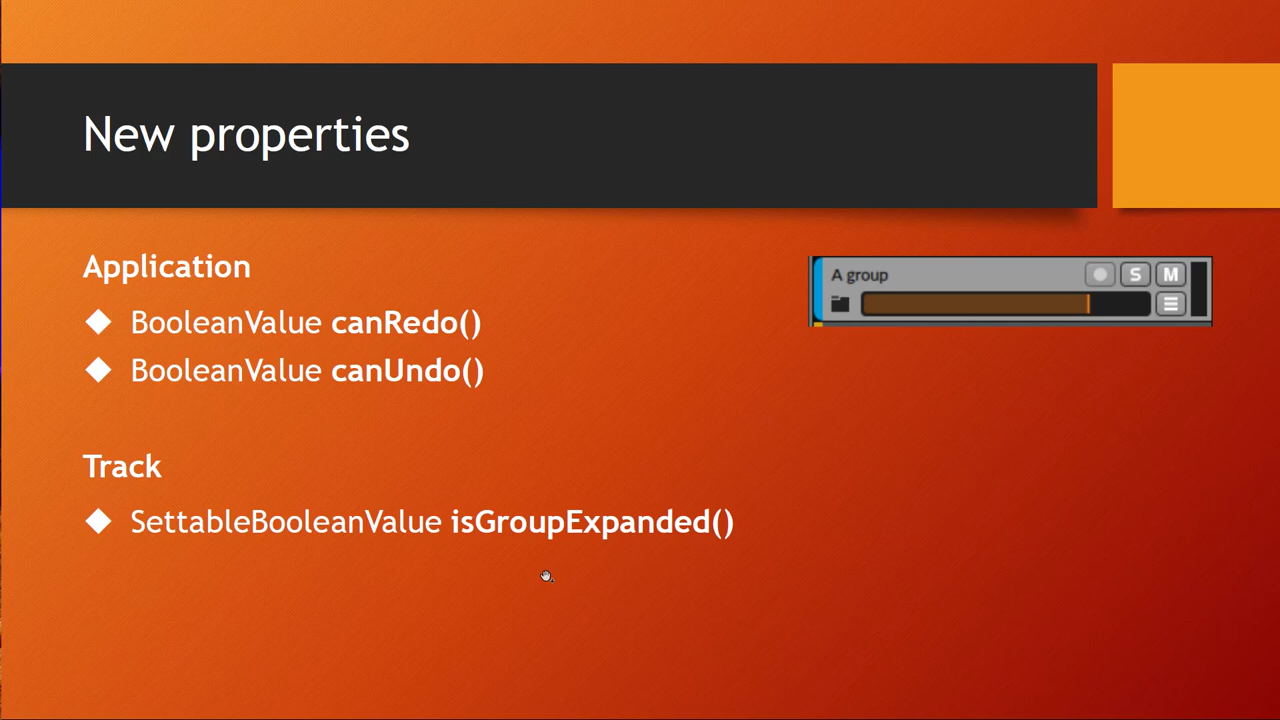 New properties
Application
BooleanValue canRedo()
BooleanValue canUndo()
Track
SettableBooleanValue isGroupExpanded()
A group
S
M